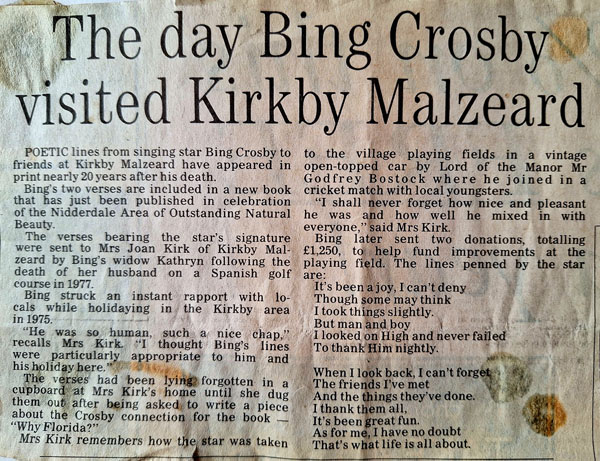 The day Bing Crosby
visited Kirkby Malzeard
POETIC lines from singing star Bing Crosby to
friends at Kirkby Malzeard have appeared in
print nearly 20 years after his death.
Bing's two verses are included in a new book
that has just been published in celebration
of the Nidderdale Area of Outstanding Natural
Beauty.
The verses bearing the star's signature
were sent to Mrs Joan Kirk of Kirkby Mal-
zeard by Bing's widow Kathryn following the
death of her husband on a Spanish golf
course in 1977.
Bing struck an instant rapport with lo-
cals while holidaying in the Kirkby area
in 1975.
"He was so human, such a nice chap,"
recalls Mrs Kirk. "I thought Bing's lines
were particularly appropriate to him and
his holiday here."
The verses had been lying forgotten in a
cupboard at Mrs Kirk's home until she dug
them out after being asked to write a piece
about the Crosby connection for the book —
"Why Florida?"
Mrs Kirk remembers how the star was taken
to the village playing fields in a vintage
open-topped car by Lord of the Manor Mr
Godfrey Bostock where he joined in a
cricket match with local youngsters.
"I shall never forget how nice and pleasant
he was and how well he mixed in with
everyone," said Mrs Kirk.
Bing later sent two donations, totalling
£1,250, to help fund improvements at the
playing field. The lines penned by the star
are:
It's been a joy, I can't deny
Though some may think
I took things slightly.
But man and boy
I looked on High and never failed
To thank Him nightly.
When I look back, I can't forget
The friends I've met
And the things they've done.
I thank them all,
It's been great fun.
As for me, I have no doubt
That's what life is all about.